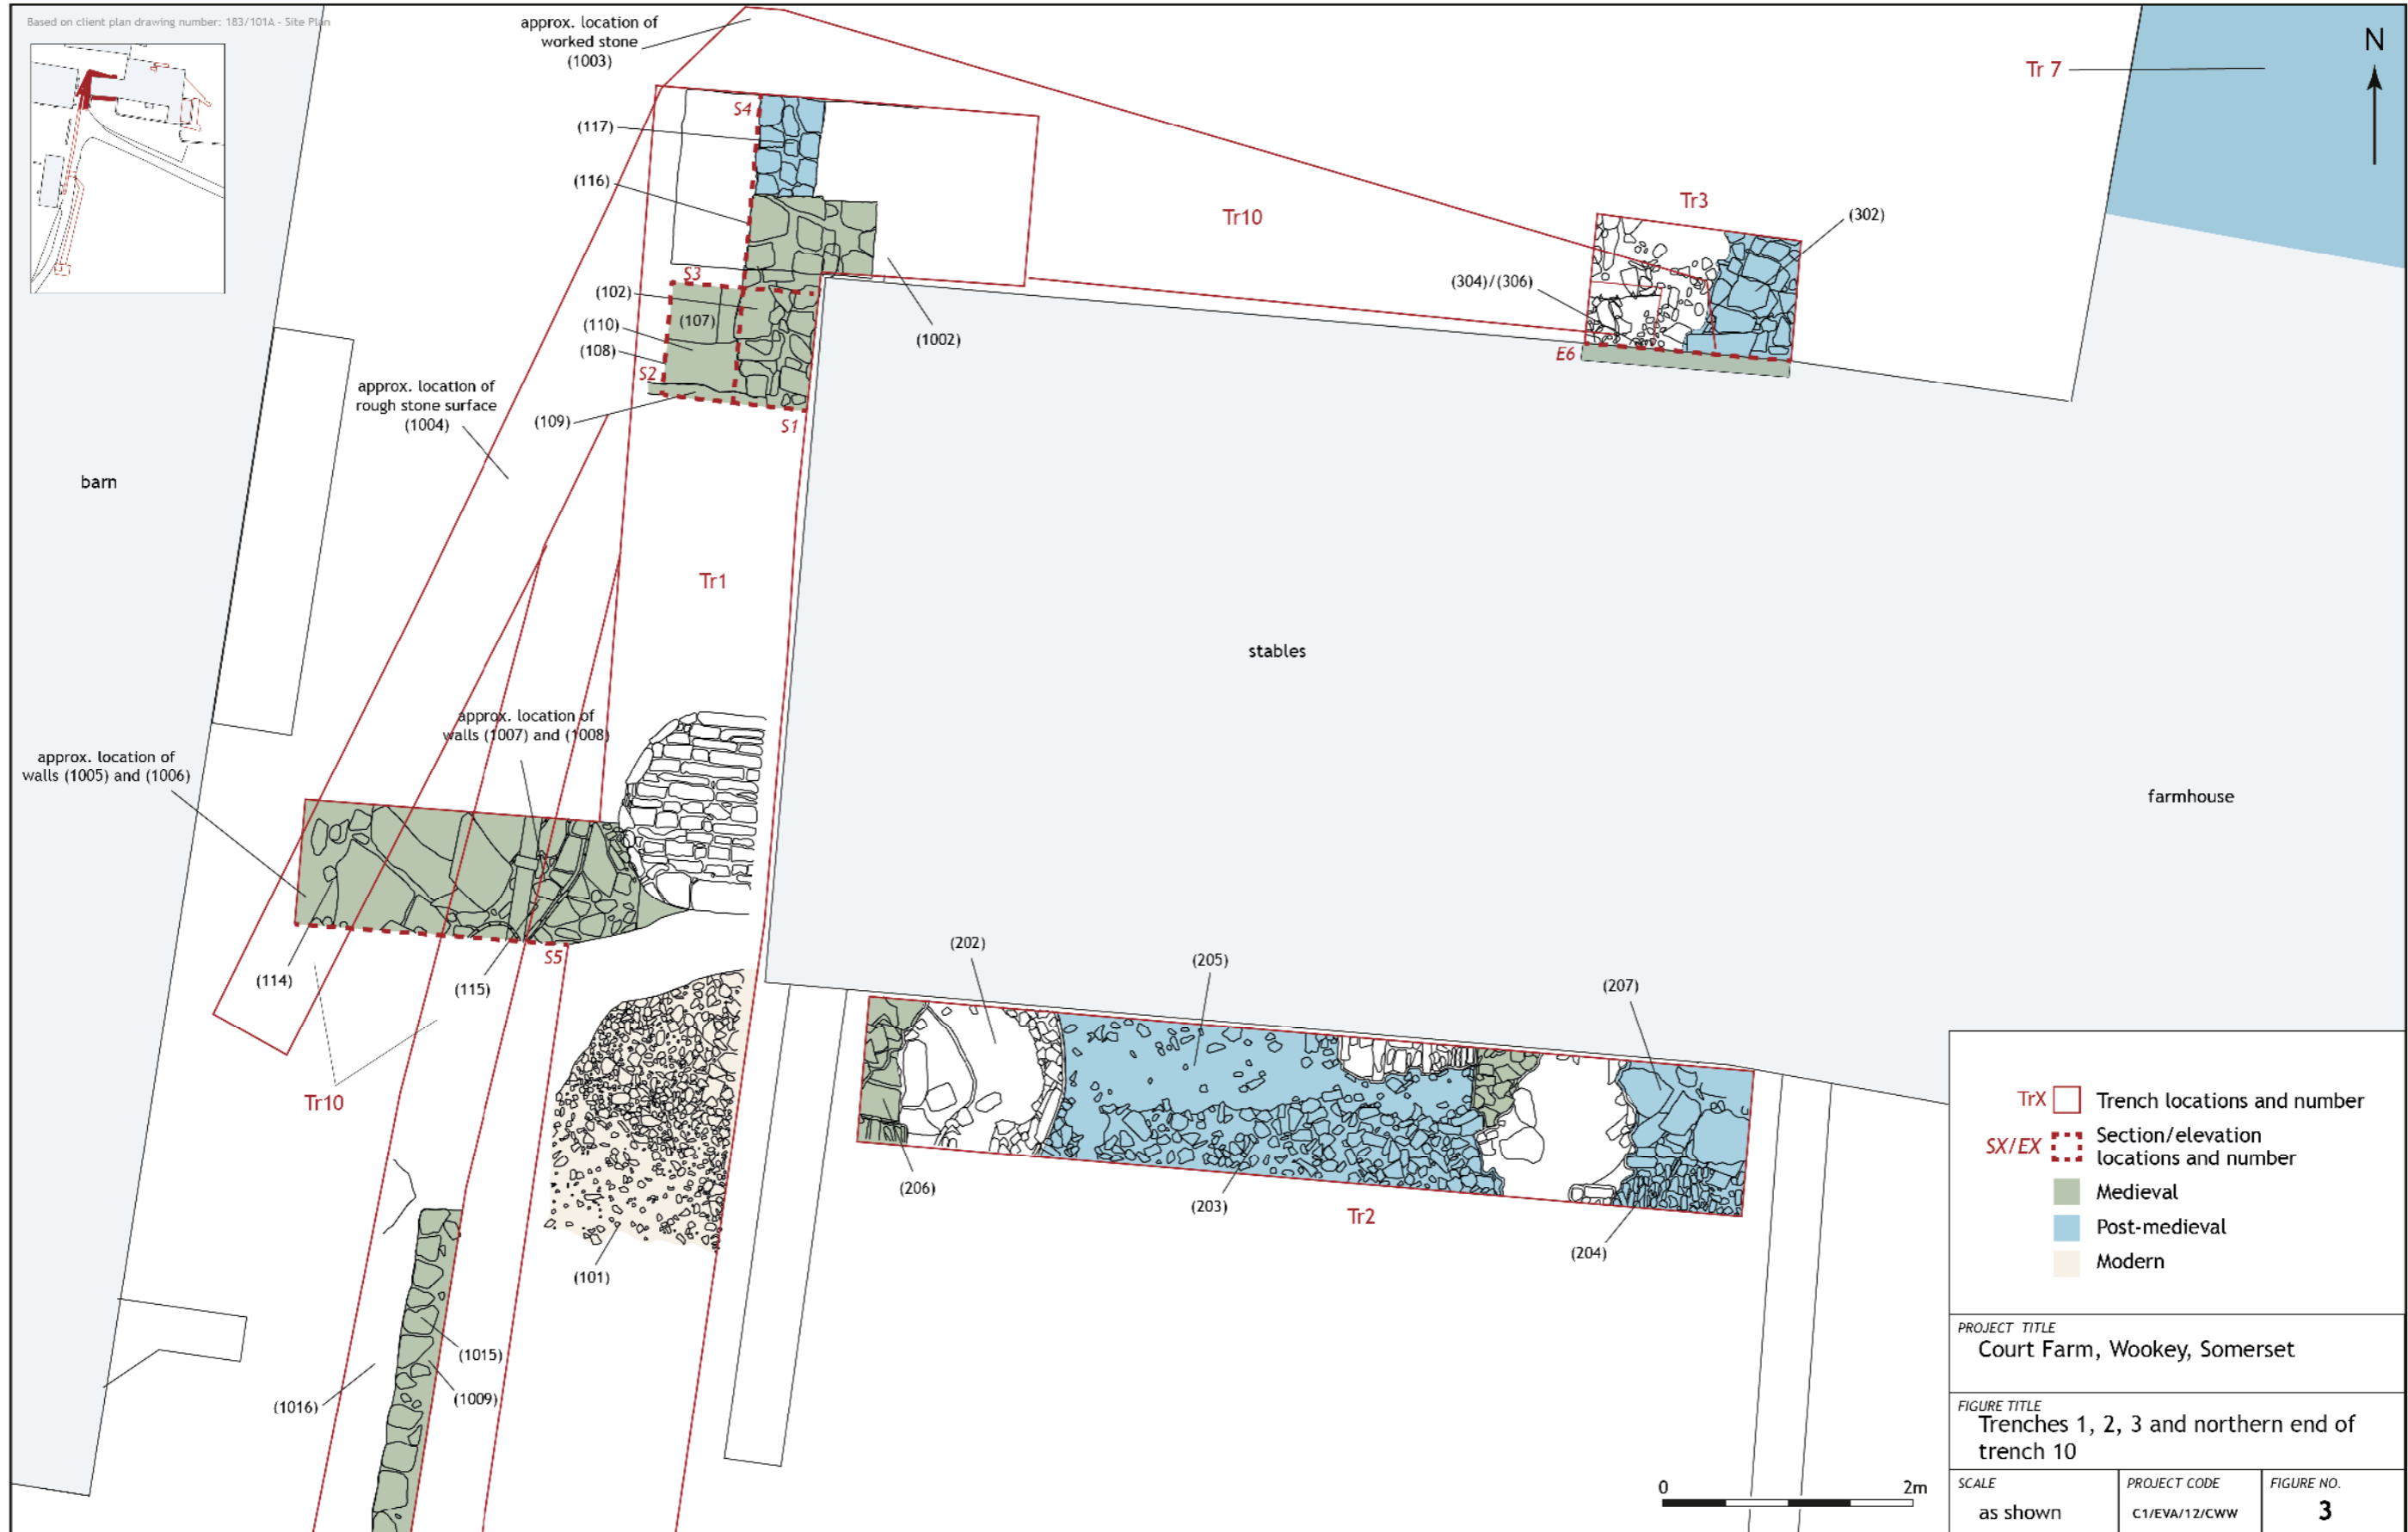 Based on client plan drawing number: 183/101A - Site Plan
approx. location of
worked stone
(1003)
N
Tr 7
S4
(117)
(116)
Tr10
Tr3
(302)
(304)/(306)
E6
S3
(102)
(107)
(110)
(108)
S2
(1002)
approx. location of
rough stone surface
(1004)
(109)
S1
barn
Tr1
stables
approx. location of
walls (1007) and (1008)
approx. location of
walls (1005) and (1006)
farmhouse
S5
(114)
(115)
(202)
(205)
(207)
Tr10
(206)
(203)
Tr2
(204)
(101)
(1015)
(1009)
(1016)
TrX Trench locations and number
SX/EX Section/elevation
locations and number
Medieval
Post-medieval
Modern
PROJECT TITLE
Court Farm, Wookey, Somerset
FIGURE TITLE
Trenches 1, 2, 3 and northern end of
trench 10
0 2m
SCALE PROJECT CODE FIGURE NO.
as shown C1/EVA/12/CWW 3